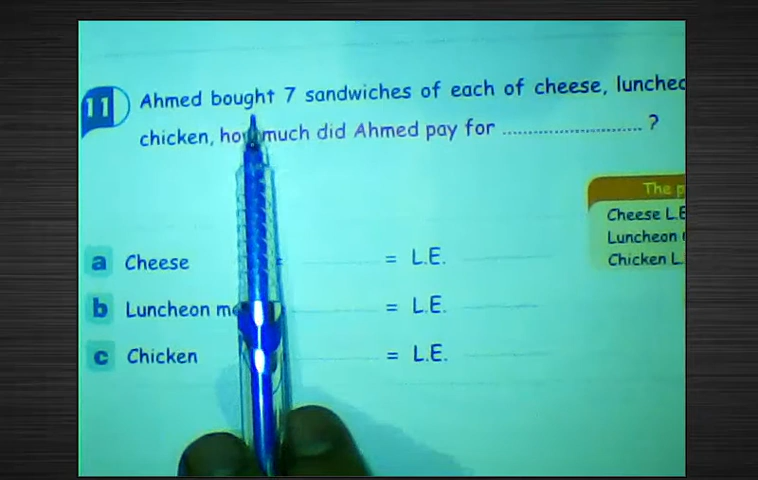 11 Ahmed bought 7 sandwiches of each of cheese,
chicken, much did Ahmed pay for ........................... ?
The
Cheese L.E
Luncheon
Chicken L.
a Cheese = = L.E.
b Luncheon = L.E.
c Chicken = L.E.